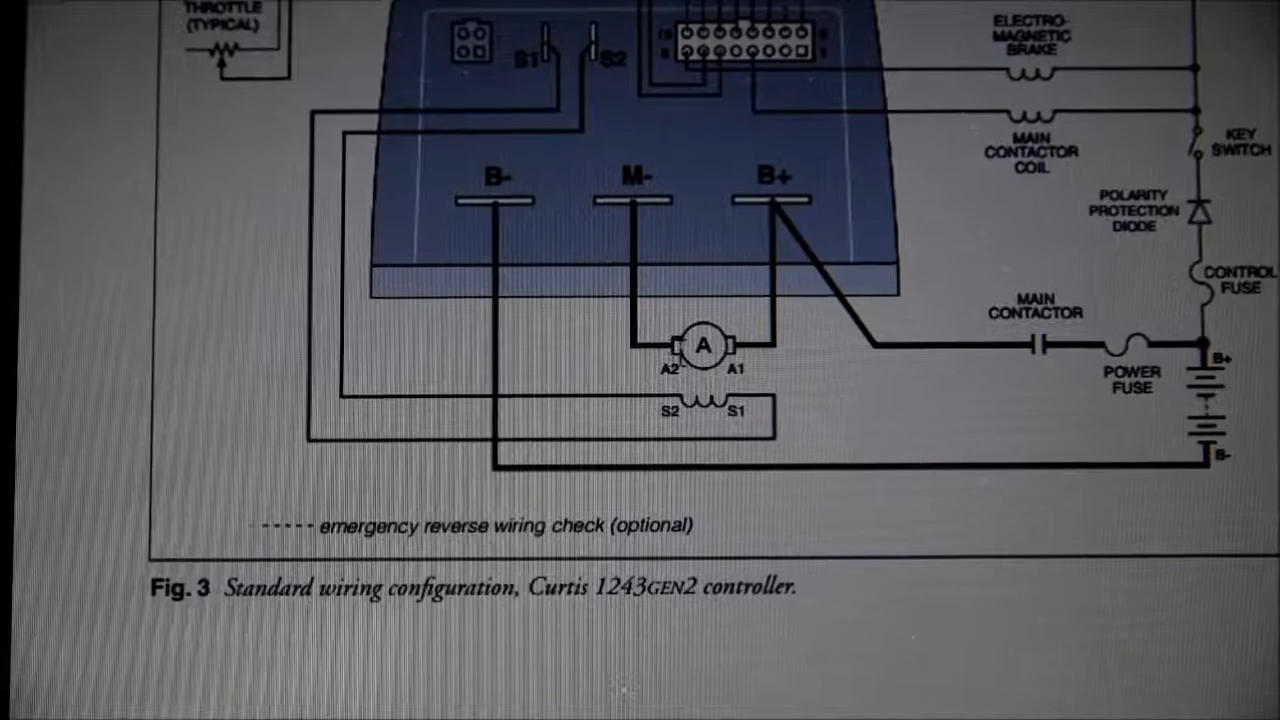 THROTTLE
(TYPICAL)
S1
S2
ELECTRO-
MAGNETIC
BRAKE
MAIN
CONTACTOR
COIL
KEY
SWITCH
B-
M-
B+
POLARITY
PROTECTION
DIODE
CONTROL
FUSE
MAIN
CONTACTOR
A
A2
A1
POWER
FUSE
B+
S2
S1
B-
emergency reverse wiring check (optional)
Fig. 3 Standard wiring configuration, Curtis 1243GEN2 controller.